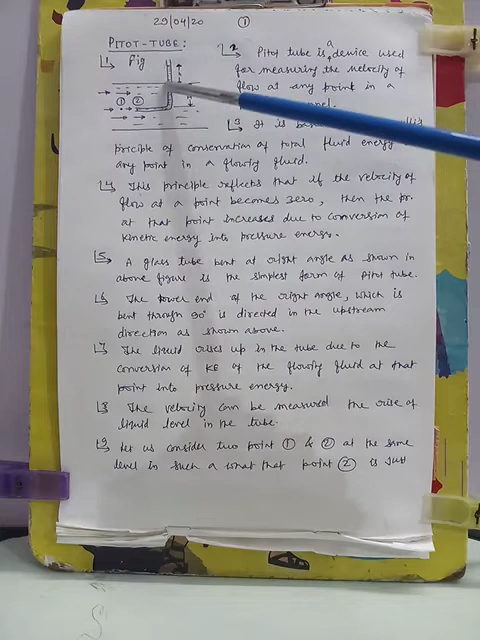 29/04/20 ①
PITOT-TUBE:
1 Fig
① ②
2 Pitot tube is a device used
for measuring the velocity of
flow at any point in a
3 It is
priciple of conservation of total fluid energy
any point in a flowing fluid.
4 This principle reflects that if the velocity of
flow at a point becomes zero, then the pr.
at that point increases due to conversion of
kinetic energy into pressure energy.
5 A glass tube bent at right angle as shown in
above figure is the simplest form of Pitot tube.
6 The lower end of the right angle, which is
bent through 90° is directed in the upstream
direction as shown above.
7 The liquid rises up in the tube due to the
conversion of KE of the flowing fluid at that
point into pressure energy.
8 The velocity can be measured the rise of
liquid level in the tube.
9 Let us consider two point ① & ② at the same
level in such a what that point ② is just